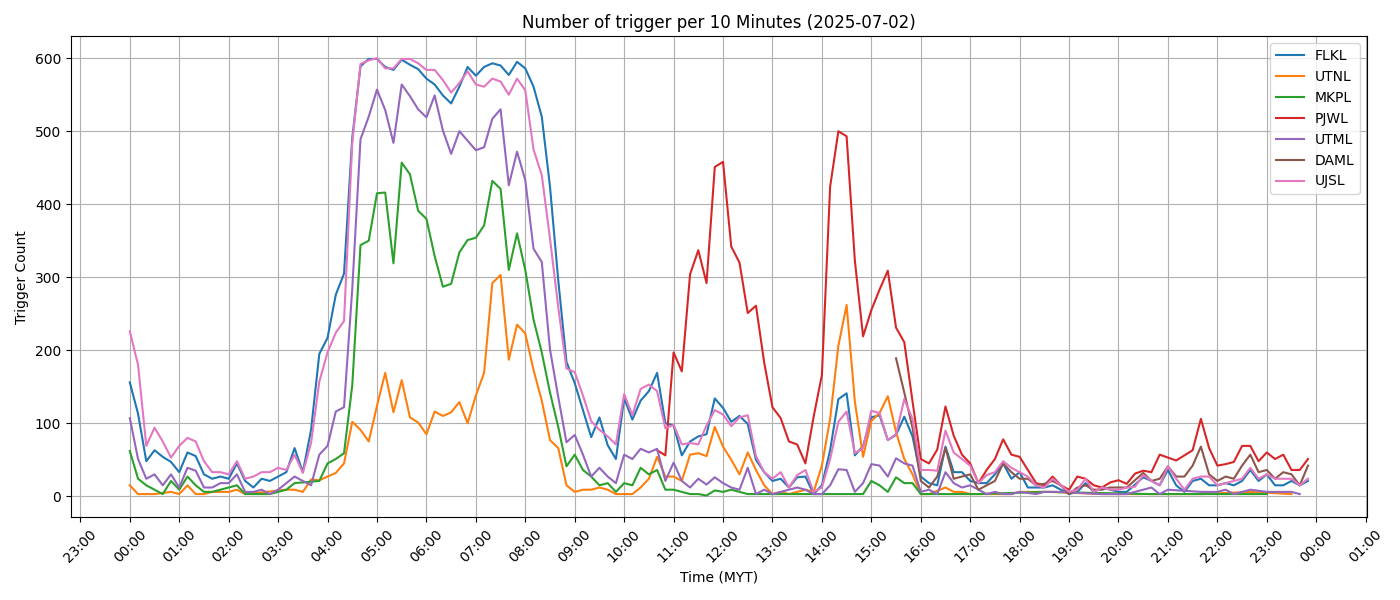 Number of trigger per 10 Minutes (2025-07-02)
Trigger Count
600
500
400
300
200
100
0
FLKL
UTNL
MKPL
PJWL
UTML
DAML
UJSL
23:00 00:00 01:00 02:00 03:00 04:00 05:00 06:00 07:00 08:00 09:00 10:00 11:00 12:00 13:00 14:00 15:00 16:00 17:00 18:00 19:00 20:00 21:00 22:00 23:00 00:00 01:00
Time (MYT)